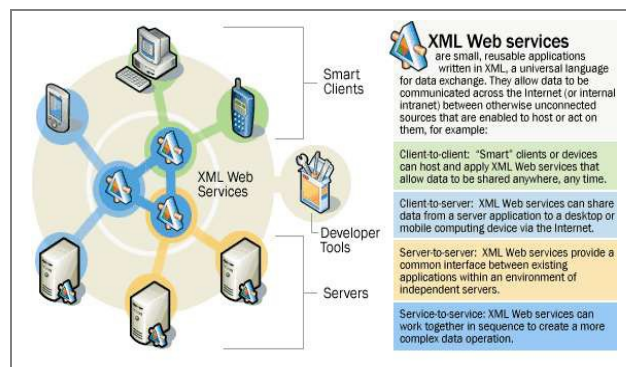 Smart
Clients
XML Web
Services
Developer
Tools
Servers
XML Web services
are small, reusable applications
written in XML, a universal language
for data exchange. They allow data to be
communicated across the Internet (or internal
intranet) between otherwise unconnected
sources that are enabled to host or act on
them, for example:
Client-to-client: “Smart” clients or devices
can host and apply XML Web services that
allow data to be shared anywhere, any time.
Client-to-server: XML Web services can share
data from a server application to a desktop or
mobile computing device via the Internet.
Server-to-server: XML Web services provide a
common interface between existing
applications within an environment of
independent servers.
Service-to-service: XML Web services can
work together in sequence to create a more
complex data operation.